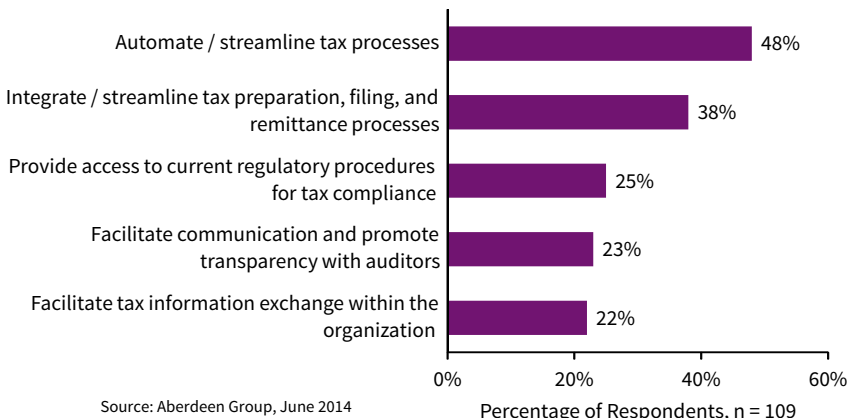 Automate / streamline tax processes
48%
Integrate / streamline tax preparation, filing, and
remittance processes
38%
Provide access to current regulatory procedures
for tax compliance
25%
Facilitate communication and promote
transparency with auditors
23%
Facilitate tax information exchange within the
organization
22%
0% 20% 40% 60%
Source: Aberdeen Group, June 2014
Percentage of Respondents, n = 109